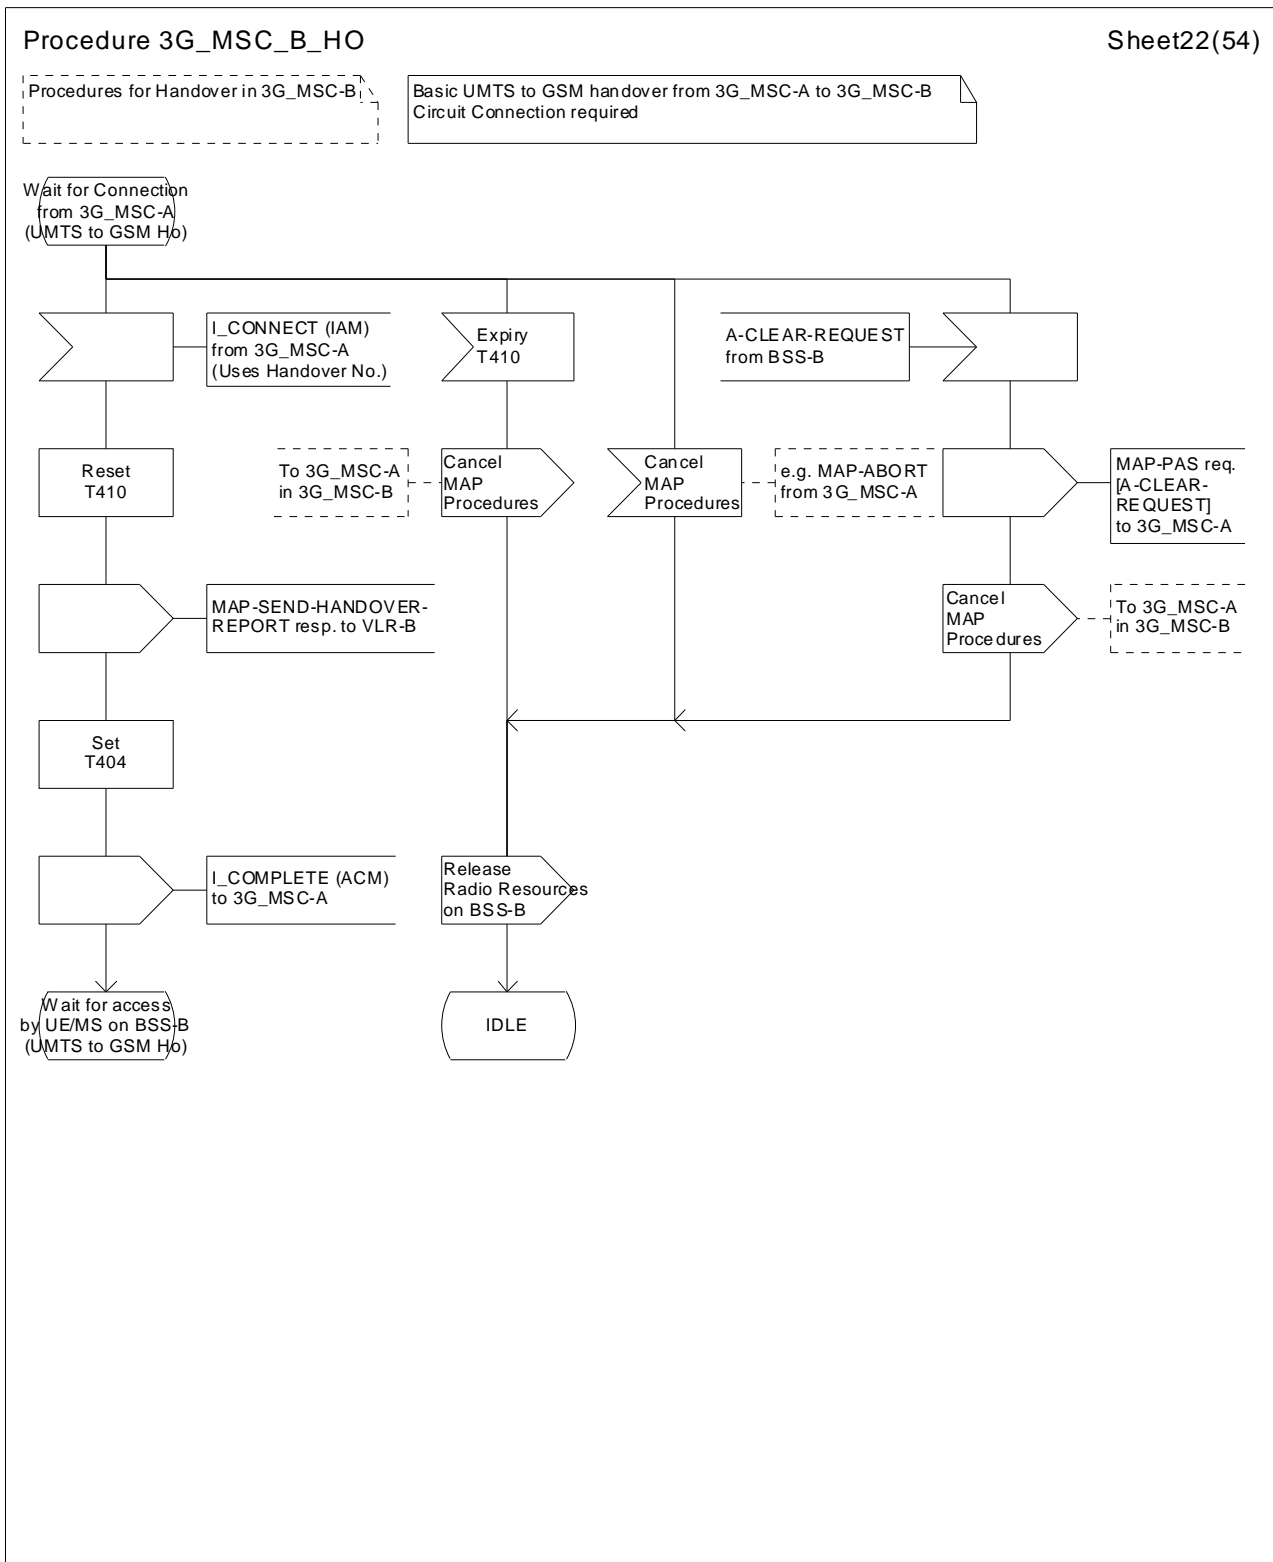 Procedure 3G_MSC_B_HO
Sheet22(54)
Procedures for Handover in 3G_MSC-B
Basic UMTS to GSM handover from 3G_MSC-A to 3G_MSC-B
Circuit Connection required
Wait for Connection
from 3G_MSC-A
(UMTS to GSM Ho)
I_CONNECT (IAM)
from 3G_MSC-A
(Uses Handover No.)
Expiry
T410
A-CLEAR-REQUEST
from BSS-B
Reset
T410
To 3G_MSC-A
in 3G_MSC-B
Cancel
MAP
Procedures
Cancel
MAP
Procedures
e.g. MAP-ABORT
from 3G_MSC-A
MAP-PAS req.
[A-CLEAR-
REQUEST]
to 3G_MSC-A
MAP-SEND-HANDOVER-
REPORT resp. to VLR-B
Cancel
MAP
Procedures
To 3G_MSC-A
in 3G_MSC-B
Set
T404
I_COMPLETE (ACM)
to 3G_MSC-A
Release
Radio Resources
on BSS-B
Wait for access
by UE/MS on BSS-B
(UMTS to GSM Ho)
IDLE